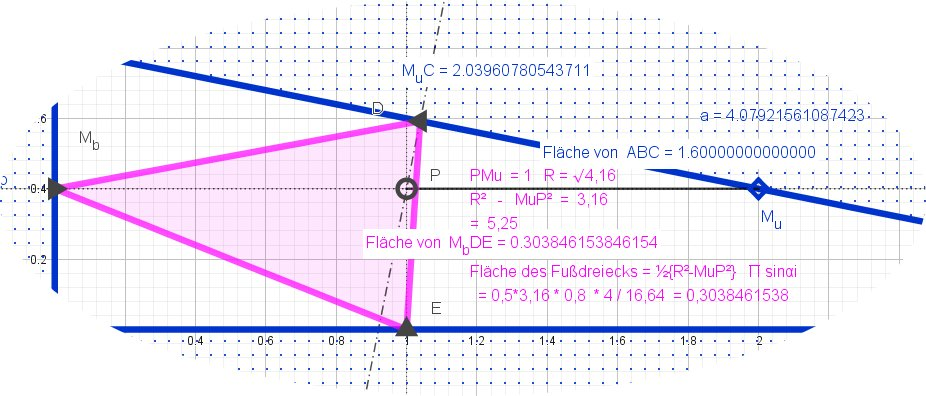 MuC = 2.03960780543711
D
a = 4.07921561087423
.6
Mb
Fläche von ABC = 1.60000000000000
P PMu = 1 R = √4,16
0.4
R² - MuP² = 3,16
Mu
= 5,25
Fläche von MbDE = 0.303846153846154
0.2
Fläche des Fußdreiecks = ½{R²-MuP²} Π sinαi
= 0,5*3,16 * 0,8 * 4 / 16,64 = 0,3038461538
E
0.4 0.6 0.8 1 1.2 1.4 1.6 1.8 2